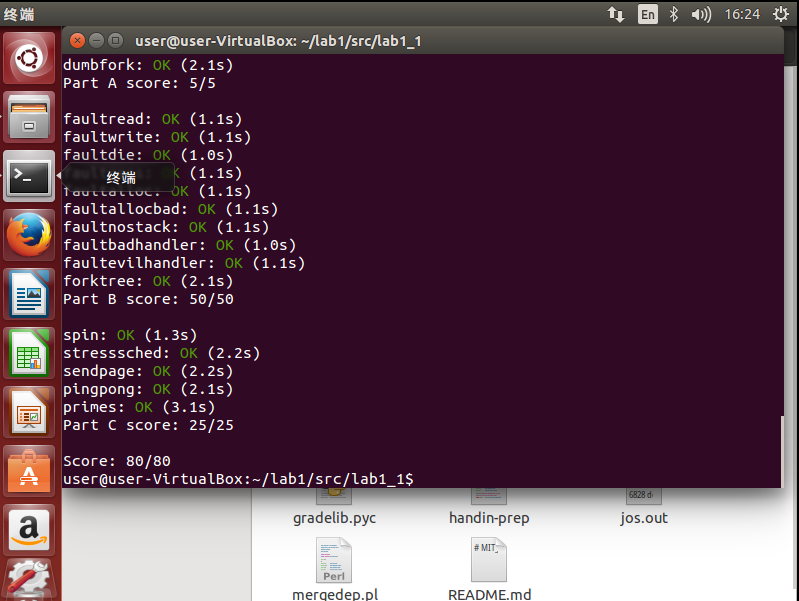 终端
En
16:24
user@user-VirtualBox: ~/lab1/src/lab1_1
dumbfork: OK (2.1s)
Part A score: 5/5
faultread: OK (1.1s)
faultwrite: OK (1.1s)
faultdie: OK (1.0s)
(1.1s)
终端
faultalloc: OK (1.1s)
faultallocbad: OK (1.1s)
faultnostack: OK (1.1s)
faultbadhandler: OK (1.0s)
faultevilhandler: OK (1.1s)
forktree: OK (2.1s)
Part B score: 50/50
spin: OK (1.3s)
stresssched: OK (2.2s)
sendpage: OK (2.2s)
pingpong: OK (2.1s)
primes: OK (3.1s)
Part C score: 25/25
Score: 80/80
user@user-VirtualBox:~/lab1/src/lab1_1$
6828 d
gradelib.pyc
handin-prep
jos.out
Perl
# MIT
mergedep.pl
README.md